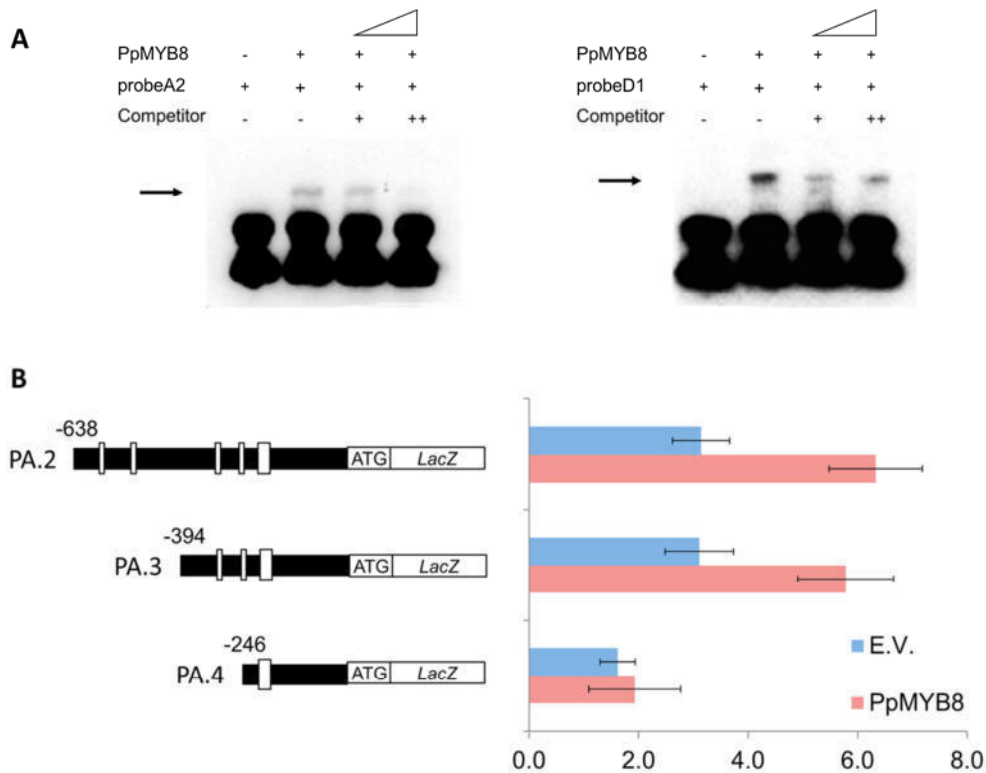 A
PpMYB8 - + + +
probeA2 + + + +
Competitor - - + ++
PpMYB8 - + + +
probeD1 + + + +
Competitor - - + ++
B
-638
PA.2 ATG LacZ
-394
PA.3 ATG LacZ
-246
PA.4 ATG LacZ
E.V.
PpMYB8
0.0 2.0 4.0 6.0 8.0